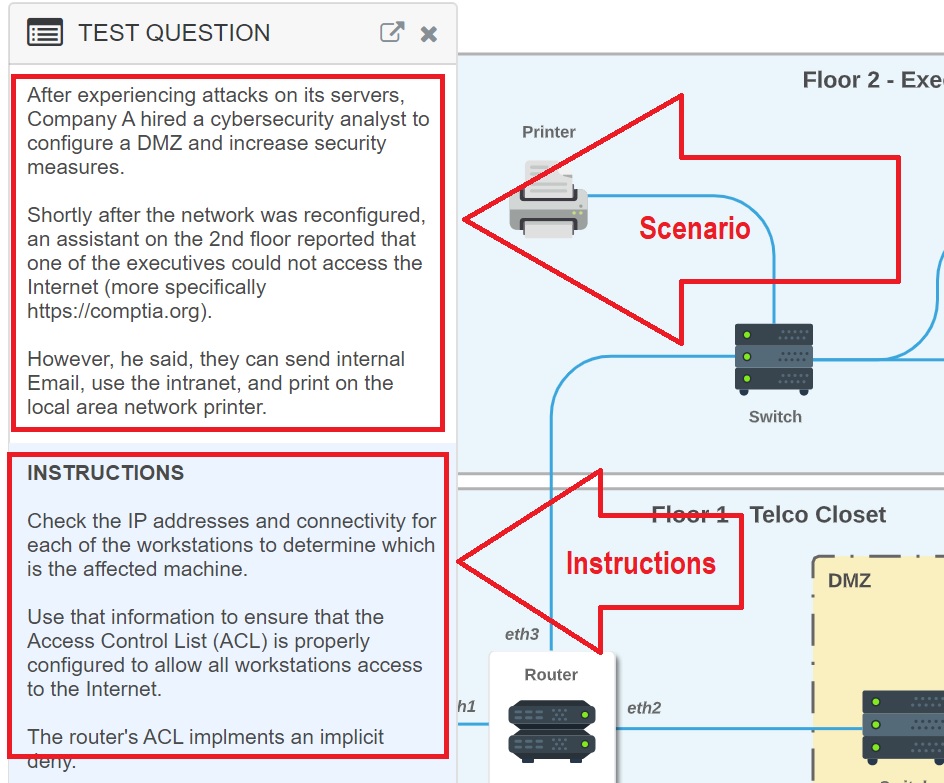 TEST QUESTION
After experiencing attacks on its servers,
Company A hired a cybersecurity analyst to
configure a DMZ and increase security
measures.
Shortly after the network was reconfigured,
an assistant on the 2nd floor reported that
one of the executives could not access the
Internet (more specifically
https://comptia.org).
However, he said, they can send internal
Email, use the intranet, and print on the
local area network printer.
INSTRUCTIONS
Check the IP addresses and connectivity for
each of the workstations to determine which
is the affected machine.
Use that information to ensure that the
Access Control List (ACL) is properly
configured to allow all workstations access
to the Internet.
The router's ACL implments an implicit
deny.
Floor 2 - Exe
Printer
Scenario
Switch
Floor 1 - Telco Closet
Instructions
DMZ
eth3
Router
h1
eth2